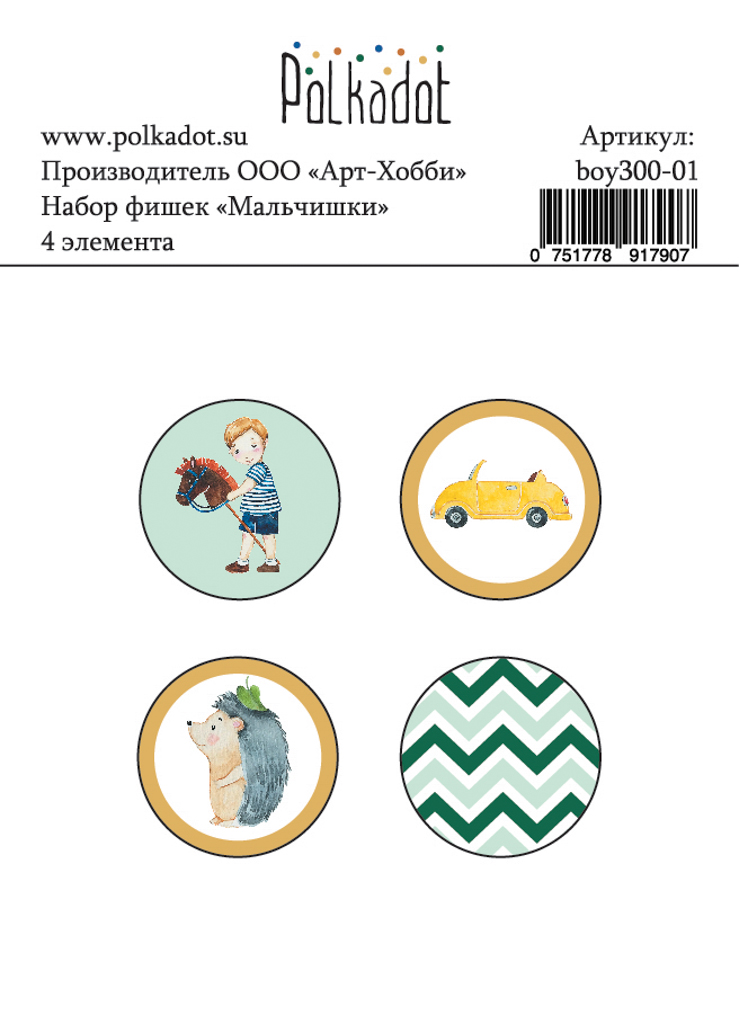 Polkadot
www.polkadot.su
Производитель ООО «Арт-Хобби»
Набор фишек «Мальчишки»
4 элемента
Артикул:
boy300-01
0 751778 917907